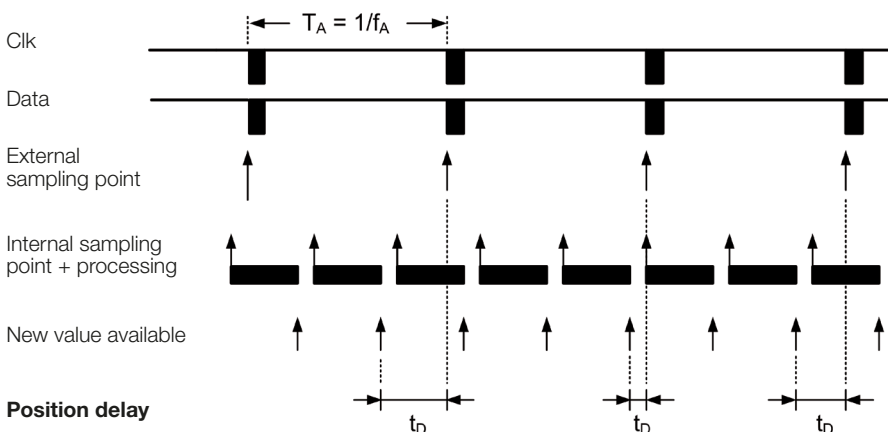 T_A = 1/f_A
Clk
Data
External
sampling point
Internal sampling
point + processing
New value available
Position delay
t_D
t_D
t_D